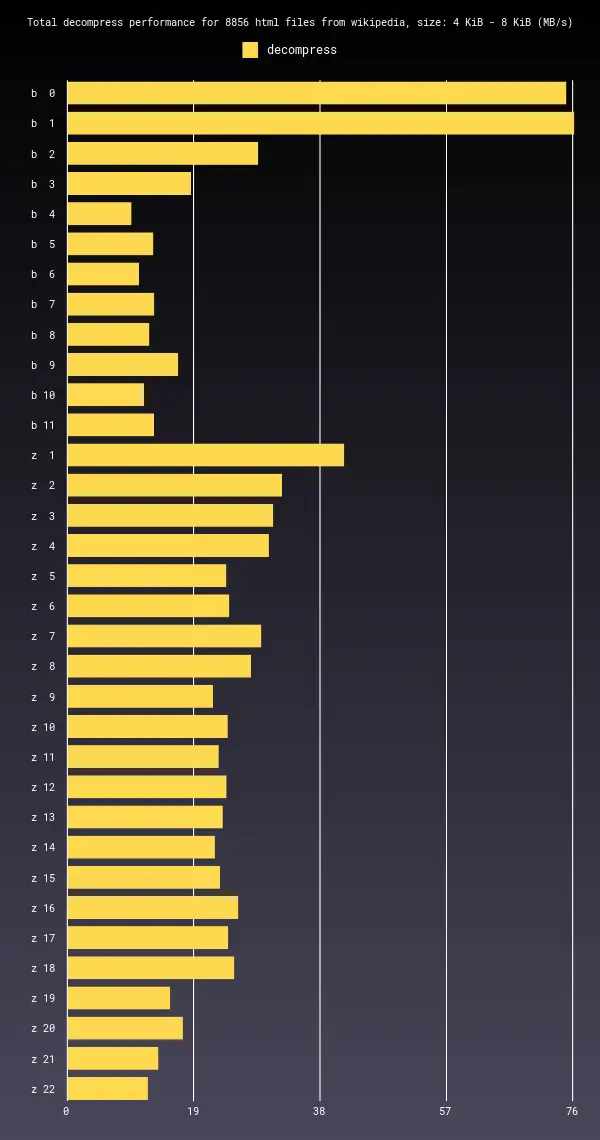 Total decompress performance for 8856 html files from wikipedia, size: 4 KiB - 8 KiB (MB/s)
decompress
b 0
b 1
b 2
b 3
b 4
b 5
b 6
b 7
b 8
b 9
b 10
b 11
z 1
z 2
z 3
z 4
z 5
z 6
z 7
z 8
z 9
z 10
z 11
z 12
z 13
z 14
z 15
z 16
z 17
z 18
z 19
z 20
z 21
z 22
0 19 38 57 76